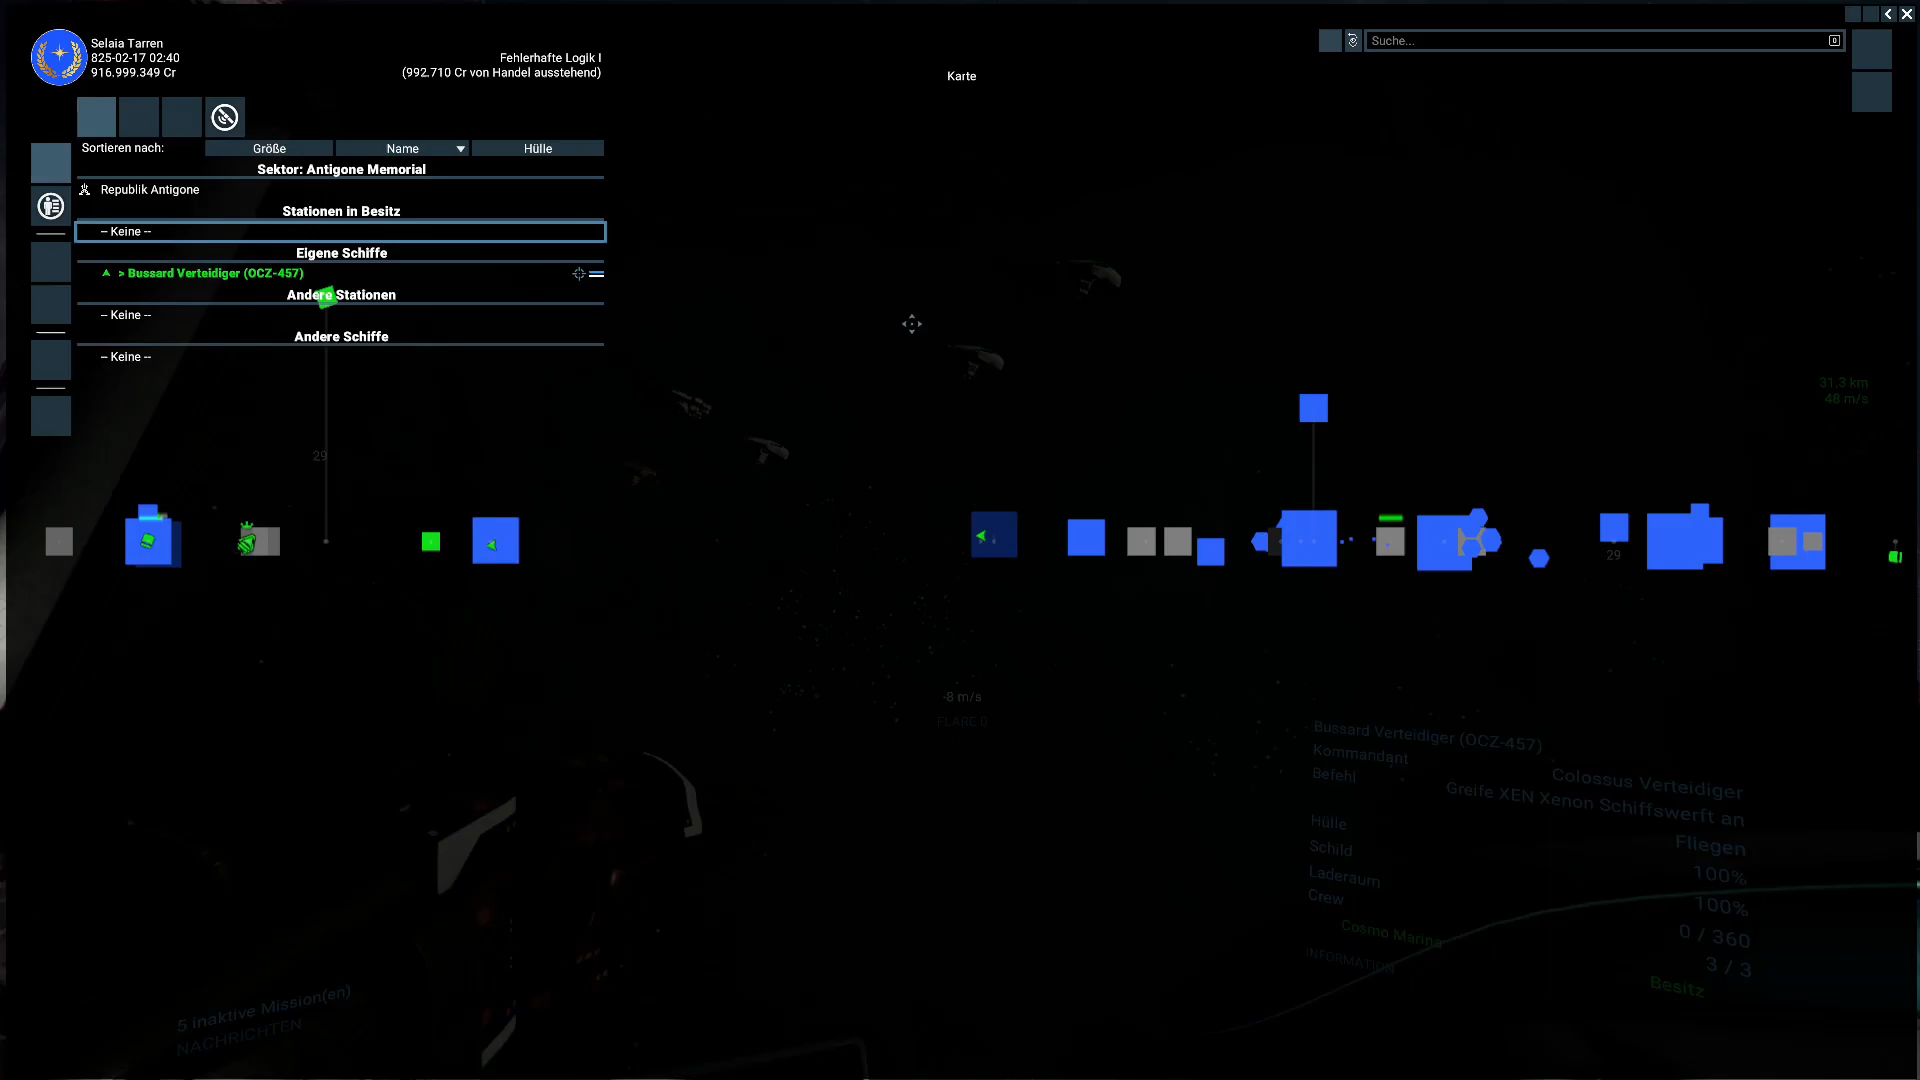 Selaia Tarren
825-02-17 02:40
916.999.349 Cr
Fehlerhafte Logik I
(992.710 Cr von Handel ausstehend)
Karte
Suche...
Sortieren nach:
Größe
Name
Hülle
Sektor: Antigone Memorial
Republik Antigone
Stationen in Besitz
-- Keine --
Eigene Schiffe
> Bussard Verteidiger (OCZ-457)
Andere Stationen
-- Keine --
Andere Schiffe
-- Keine --
31.3 km
48 m/s
29
29
-8 m/s
FLARE 0
Bussard Verteidiger (OCZ-457)
Kommandant
Colossus Verteidiger
Befehl
Greife XEN Xenon Schiffswerft an
Fliegen
Hülle
100%
Schild
100%
Laderaum
0 / 360
Crew
3 / 3
Cosmo Marina
Besitz
INFORMATION
5 inaktive Mission(en)
NACHRICHTEN